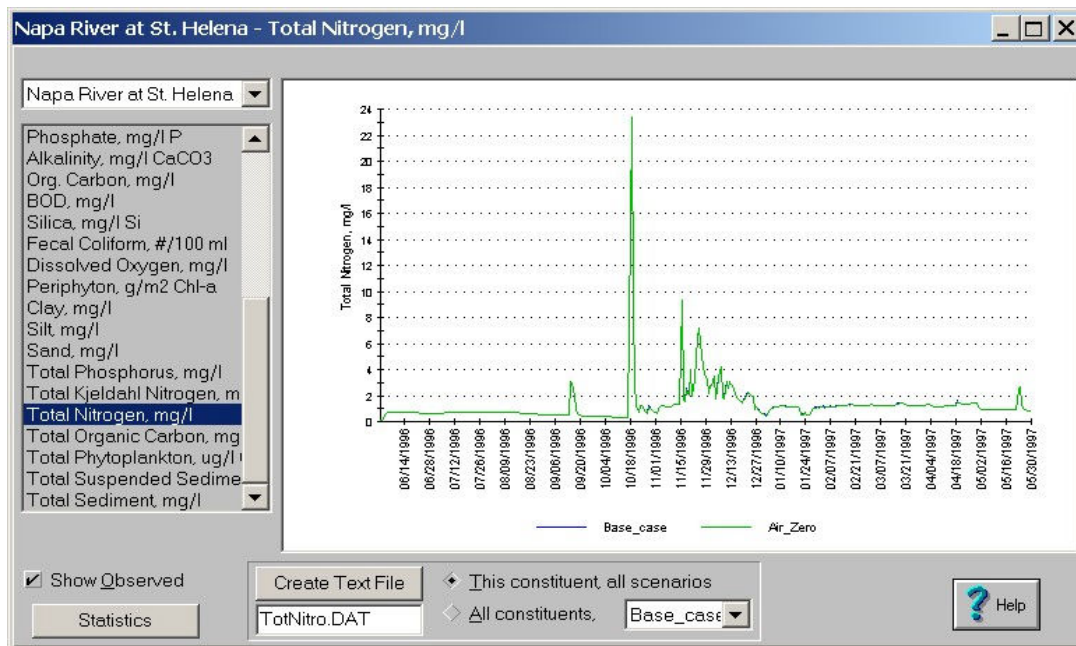 Napa River at St. Helena - Total Nitrogen, mg/l
Napa River at St. Helena
Phosphate, mg/l P
Alkalinity, mg/l CaCO3
Org. Carbon, mg/l
BOD, mg/l
Silica, mg/l Si
Fecal Coliform, #/100 ml
Dissolved Oxygen, mg/l
Periphyton, g/m2 Chl-a
Clay, mg/l
Silt, mg/l
Sand, mg/l
Total Phosphorus, mg/l
Total Kjeldahl Nitrogen, m
Total Nitrogen, mg/l
Total Organic Carbon, mg
Total Phytoplankton, ug/l
Total Suspended Sedime
Total Sediment, mg/l
Total Nitrogen, mg/l
24
22
20
18
16
14
12
10
8
6
4
2
0
06/14/1996
06/28/1996
07/12/1996
07/26/1996
08/09/1996
08/23/1996
09/06/1996
09/20/1996
10/04/1996
10/18/1996
11/01/1996
11/15/1996
11/29/1996
12/13/1996
12/27/1996
01/10/1997
01/24/1997
02/07/1997
02/21/1997
03/07/1997
03/21/1997
04/04/1997
04/18/1997
05/02/1997
05/16/1997
05/30/1997
Base_case
Air_Zero
Show Observed
Statistics
Create Text File
TotNitro.DAT
This constituent, all scenarios
All constituents,
Base_case
Help